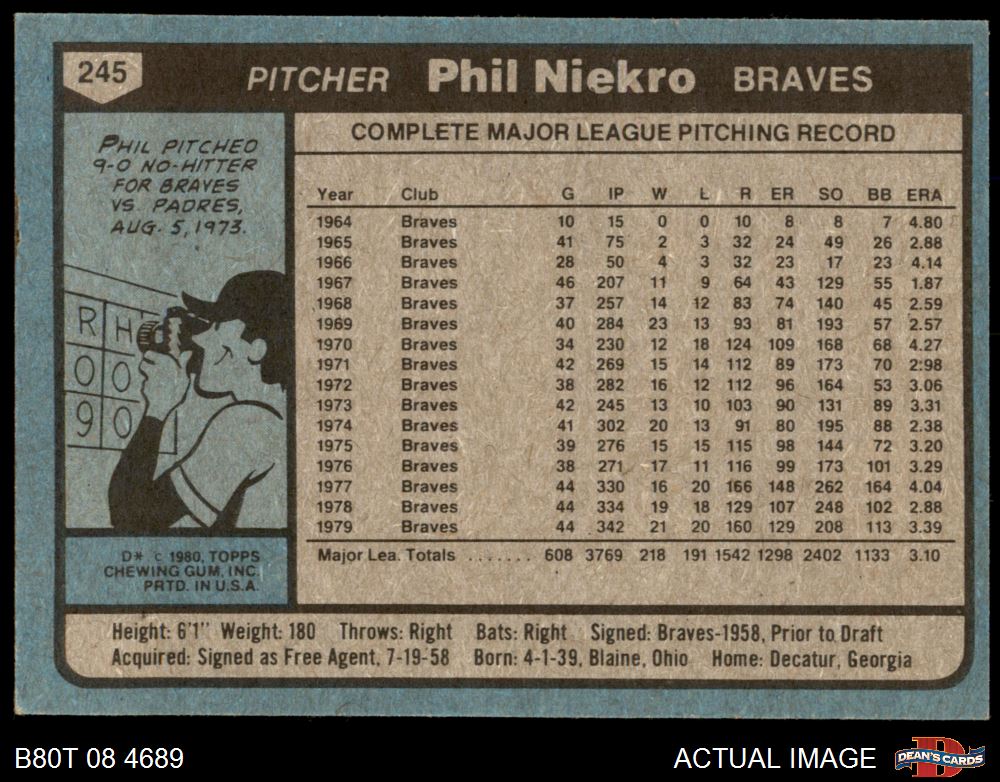 245
PITCHER Phil Niekro BRAVES
PHIL PITCHED
9-0 NO-HITTER
FOR BRAVES
VS. PADRES,
AUG. 5, 1973.
R H
0 0
9 0
D* © 1980, TOPPS
CHEWING GUM, INC.
PRTD. IN U.S.A.
COMPLETE MAJOR LEAGUE PITCHING RECORD
Year Club G IP W L R ER SO BB ERA
1964 Braves 10 15 0 0 10 8 8 7 4.80
1965 Braves 41 75 2 3 32 24 49 26 2.88
1966 Braves 28 50 4 3 32 23 17 23 4.14
1967 Braves 46 207 11 9 64 43 129 55 1.87
1968 Braves 37 257 14 12 83 74 140 45 2.59
1969 Braves 40 284 23 13 93 81 193 57 2.57
1970 Braves 34 230 12 18 124 109 168 68 4.27
1971 Braves 42 269 15 14 112 89 173 70 2:98
1972 Braves 38 282 16 12 112 96 164 53 3.06
1973 Braves 42 245 13 10 103 90 131 89 3.31
1974 Braves 41 302 20 13 91 80 195 88 2.38
1975 Braves 39 276 15 15 115 98 144 72 3.20
1976 Braves 38 271 17 11 116 99 173 101 3.29
1977 Braves 44 330 16 20 166 148 262 164 4.04
1978 Braves 44 334 19 18 129 107 248 102 2.88
1979 Braves 44 342 21 20 160 129 208 113 3.39
Major Lea. Totals ....... 608 3769 218 191 1542 1298 2402 1133 3.10
Height: 6'1" Weight: 180 Throws: Right Bats: Right Signed: Braves-1958, Prior to Draft
Acquired: Signed as Free Agent, 7-19-58 Born: 4-1-39, Blaine, Ohio Home: Decatur, Georgia
B80T 08 4689
ACTUAL IMAGE
D
DEAN'S CARDS